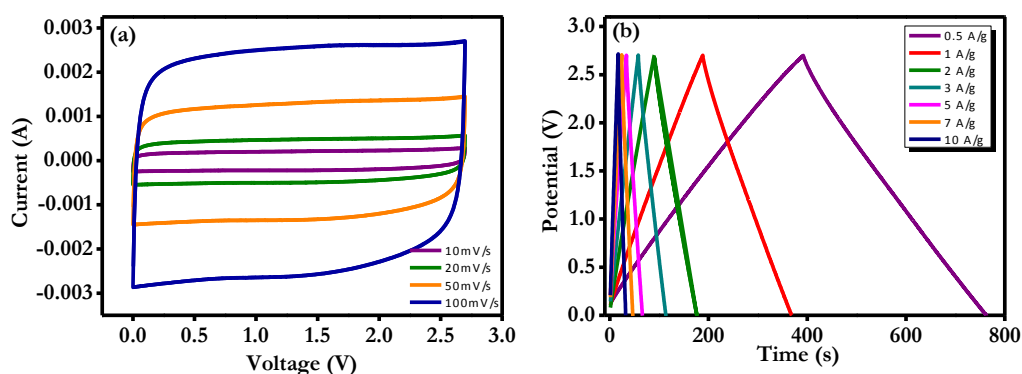 (a)
0.003
0.002
0.001
0.000
-0.001
-0.002
-0.003
Current (A)
0.0
0.5
1.0
1.5
2.0
2.5
3.0
Voltage (V)
10mV/s
20mV/s
50mV/s
100mV/s
(b)
3.0
2.5
2.0
1.5
1.0
0.5
0.0
Potential (V)
0
200
400
600
800
Time (s)
0.5 A/g
1 A/g
2 A/g
3 A/g
5 A/g
7 A/g
10 A/g